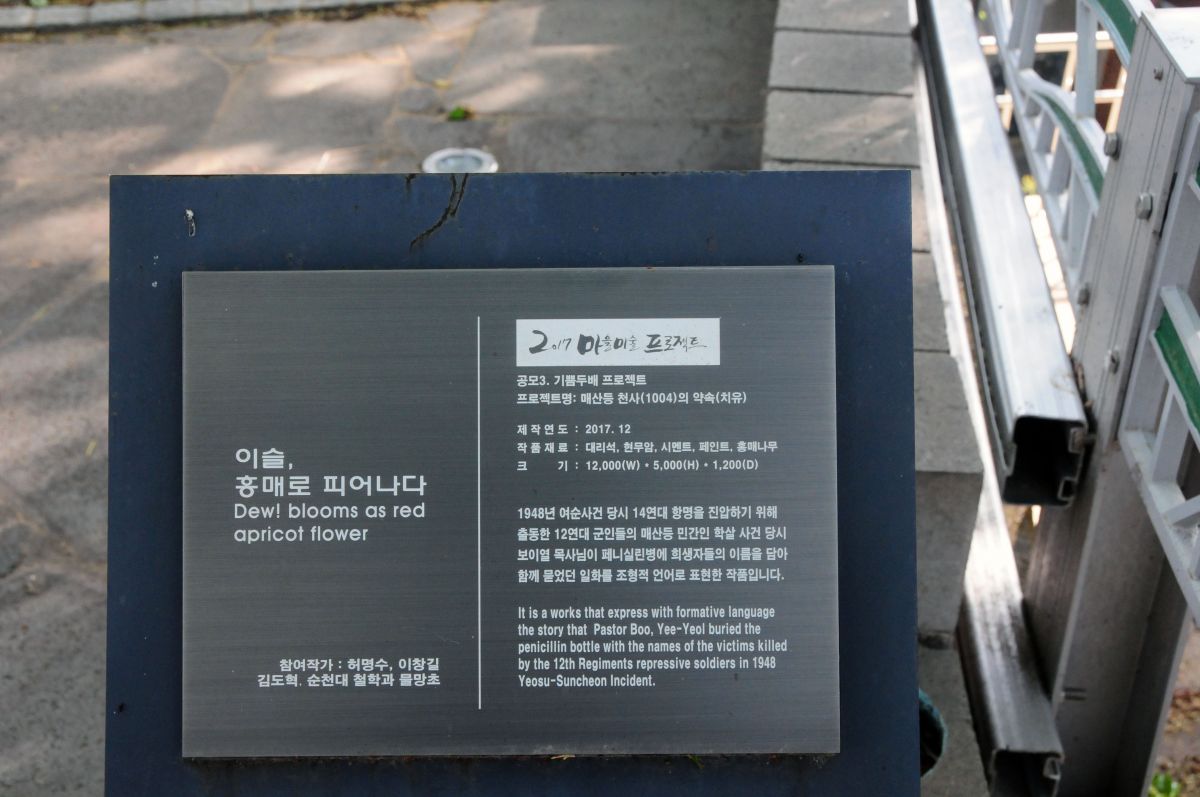 이슬,
홍매로 피어나다
Dew! blooms as red
apricot flower
참여작가 : 허명수, 이창길
김도혁. 순천대 철학과 물망초
2017 마을미술 프로젝트
공모3. 기쁨두배 프로젝트
프로젝트명: 매산등 천사(1004)의 약속(치유)
제작연도 : 2017. 12
작품재료 : 대리석, 현무암, 시멘트, 페인트, 홍매나무
크 기 : 12,000(W) * 5,000(H) * 1,200(D)
1948년 여순사건 당시 14연대 항명을 진압하기 위해
출동한 12연대 군인들의 매산등 민간인 학살 사건 당시
보이열 목사님이 페니실린병에 희생자들의 이름을 담아
함께 묻었던 일화를 조형적 언어로 표현한 작품입니다.
It is a works that express with formative language
the story that Pastor Boo, Yee-Yeol buried the
penicillin bottle with the names of the victims killed
by the 12th Regiments repressive soldiers in 1948
Yeosu-Suncheon Incident.